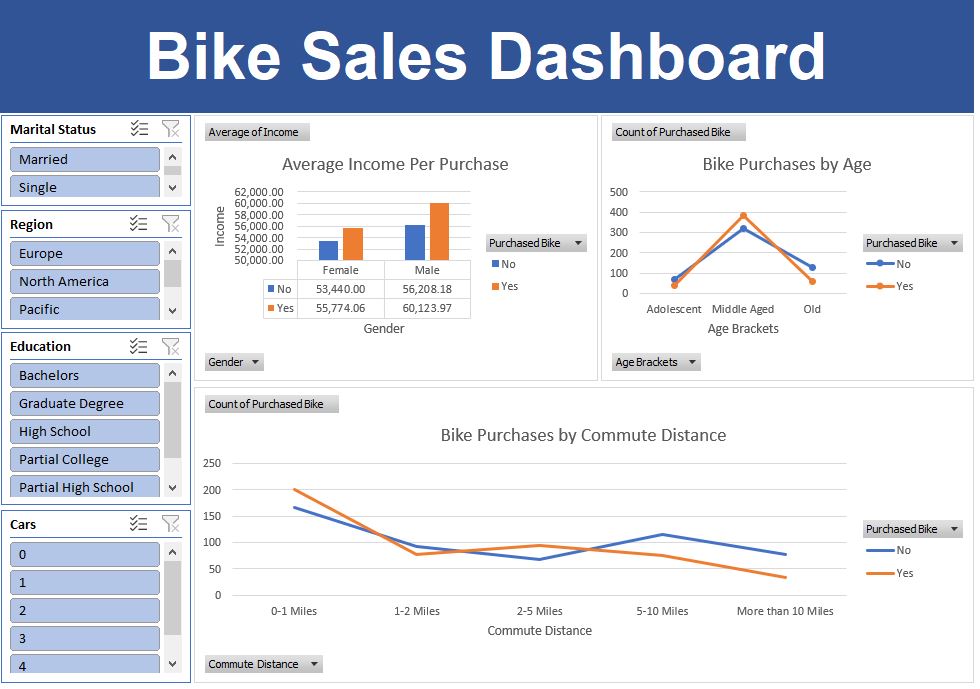 Bike Sales Dashboard
Marital Status
Married
Single
Region
Europe
North America
Pacific
Education
Bachelors
Graduate Degree
High School
Partial College
Partial High School
Cars
0
1
2
3
4
Average of Income
Average Income Per Purchase
Income
62,000.00
60,000.00
58,000.00
56,000.00
54,000.00
52,000.00
50,000.00
Female Male
No 53,440.00 56,208.18
Yes 55,774.06 60,123.97
Gender
Purchased Bike
No
Yes
Gender
Count of Purchased Bike
Bike Purchases by Age
500
400
300
200
100
0
Adolescent Middle Aged Old
Age Brackets
Purchased Bike
No
Yes
Age Brackets
Count of Purchased Bike
Bike Purchases by Commute Distance
250
200
150
100
50
0
0-1 Miles 1-2 Miles 2-5 Miles 5-10 Miles More than 10 Miles
Commute Distance
Purchased Bike
No
Yes
Commute Distance